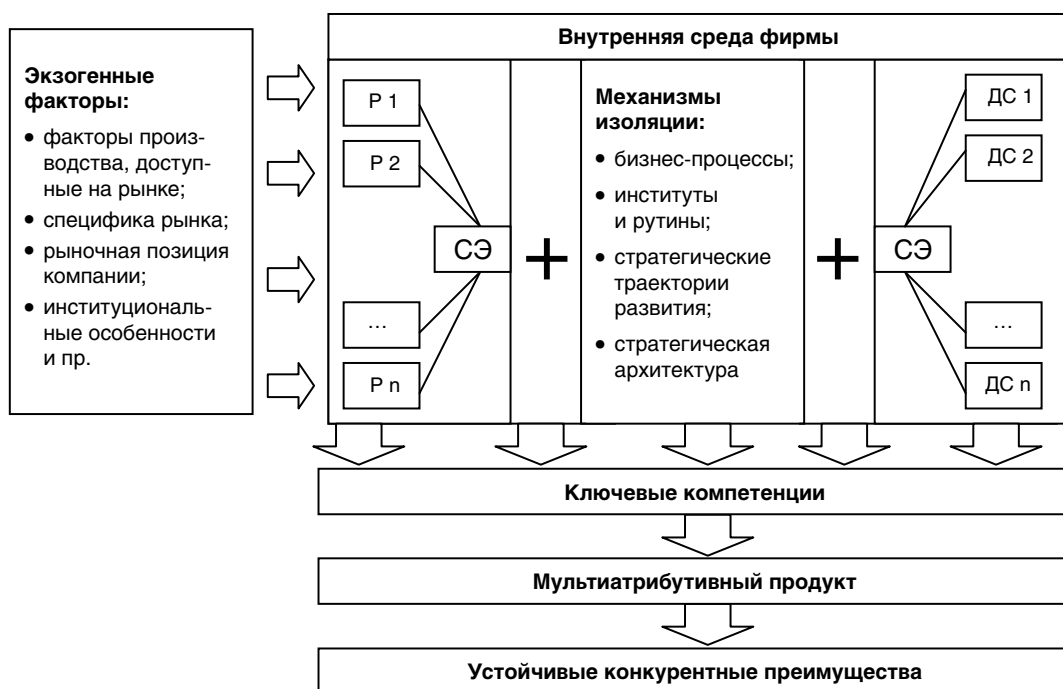 Внутренняя среда фирмы
Экзогенные
факторы:
• факторы произ-
водства, доступ-
ные на рынке;
• специфика рынка;
• рыночная позиция
компании;
• институциональ-
ные особенности
и пр.
Р 1
Р 2
СЭ
…
Р n
+
Механизмы
изоляции:
• бизнес-процессы;
• институты
и рутины;
• стратегические
траектории
развития;
• стратегическая
архитектура
+
ДС 1
ДС 2
СЭ
…
ДС n
Ключевые компетенции
Мультиатрибутивный продукт
Устойчивые конкурентные преимущества